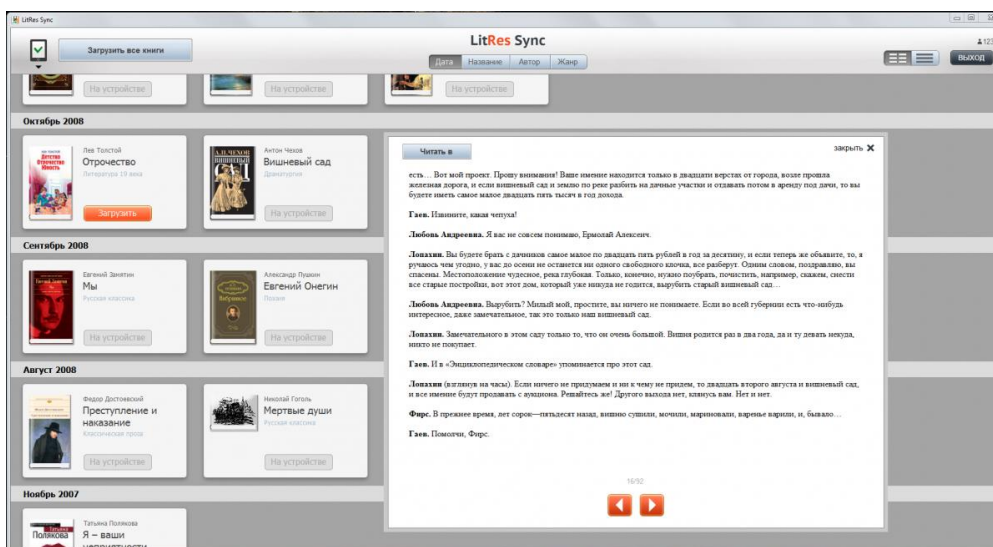 LitRes Sync
LitRes Sync
Загрузить все книги
Дата Название Автор Жанр
ВЫХОД
На устройстве
На устройстве
На устройстве
Октябрь 2008
Лев Толстой
Отрочество
Литература 19 века
Загрузить
Антон Чехов
Вишневый сад
Драматургия
На устройстве
Сентябрь 2008
Евгений Замятин
Мы
Русская классика
На устройстве
Александр Пушкин
Евгений Онегин
Поэзия
На устройстве
Август 2008
Федор Достоевский
Преступление и
наказание
Классическая проза
На устройстве
Николай Гоголь
Мертвые души
Русская классика
На устройстве
Ноябрь 2007
Татьяна Полякова
Я – ваши
неприятности
Читать в
закрыть
есть… Вот мой проект. Прошу внимания! Ваше имение находится только в двадцати верстах от города, возле прошла
железная дорога, и если вишневый сад и землю по реке разбить на дачные участки и отдавать потом в аренду под дачи, то вы
будете иметь самое малое двадцать пять тысяч в год дохода.
Гаев. Извините, какая чепуха!
Любовь Андреевна. Я вас не совсем понимаю, Ермолай Алексеич.
Лопахин. Вы будете брать с дачников самое малое по двадцать пять рублей в год за десятину, и если теперь же объявите, то, я
ручаюсь чем угодно, у вас до осени не останется ни одного свободного клочка, все разберут. Одним словом, поздравляю, вы
спасены. Местоположение чудесное, река глубокая. Только, конечно, нужно поубрать, почистить, например, скажем, снести
все старые постройки, вот этот дом, который уже никуда не годится, вырубить старый вишневый сад…
Любовь Андреевна. Вырубить? Милый мой, простите, вы ничего не понимаете. Если во всей губернии есть что-нибудь
интересное, даже замечательное, так это только наш вишневый сад.
Лопахин. Замечательного в этом саду только то, что он очень большой. Вишня родится раз в два года, да и ту девать некуда,
никто не покупает.
Гаев. И в «Энциклопедическом словаре» упоминается про этот сад.
Лопахин (взглянув на часы). Если ничего не придумаем и ни к чему не придем, то двадцать второго августа и вишневый сад,
и все имение будут продавать с аукциона. Решайтесь же! Другого выхода нет, клянусь вам. Нет и нет.
Фирс. В прежнее время, лет сорок—пятьдесят назад, вишню сушили, мочили, мариновали, варенье варили, и, бывало…
Гаев. Помолчи, Фирс.
16/92